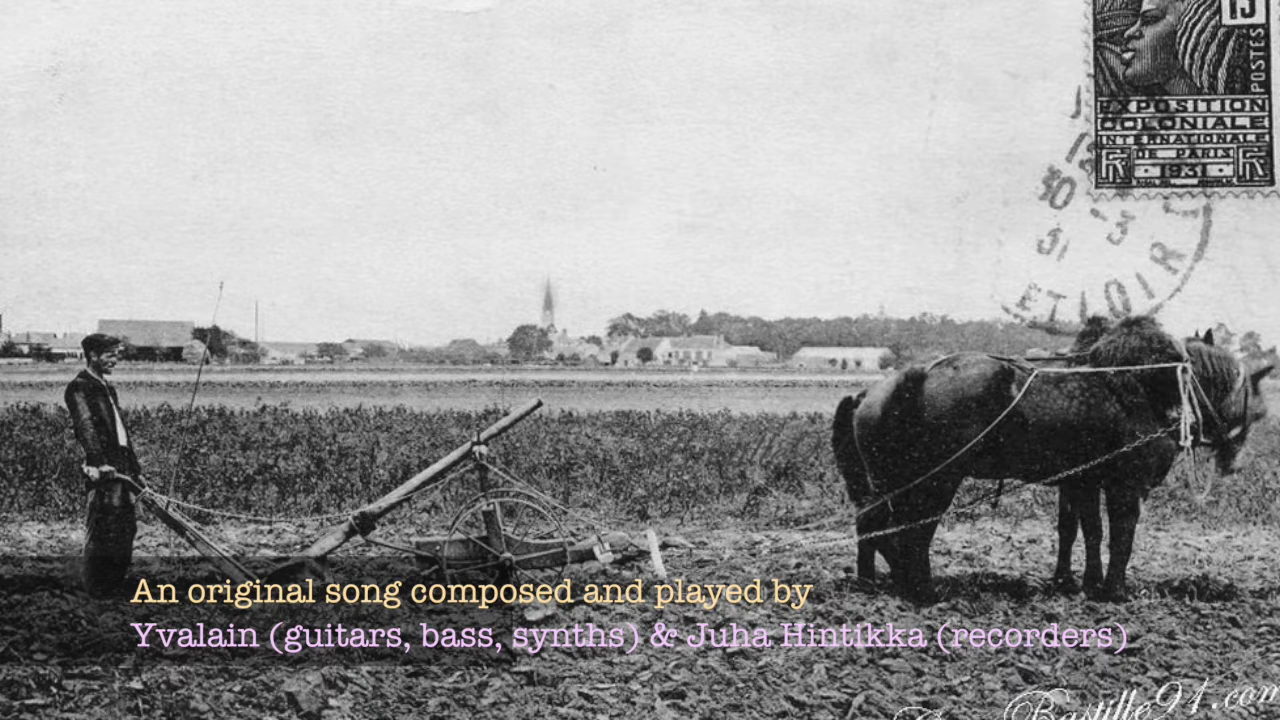 15
POSTES
EXPOSITION
COLONIALE
INTERNATIONALE
DE PARIS
1931
An original song composed and played by
Yvalain (guitars, bass, synths) & Juha Hintikka (recorders)
Bastille91.com